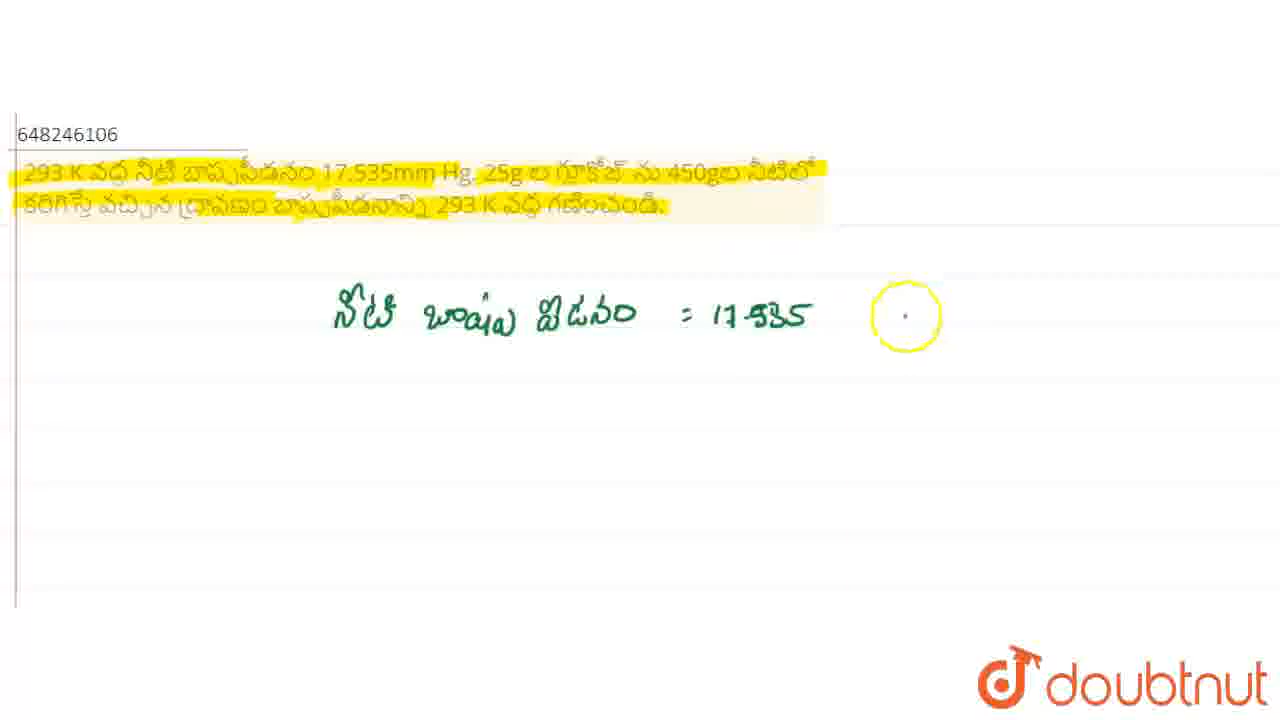 648246106
293 K వద్ద నీటి బాష్పపీడనం 17.535mm Hg. 25g ల గ్లూకోజ్ ను 450gల నీటిలో
కరిగిస్తే వచ్చిన ద్రావణం బాష్పపీడనాన్ని 293 K వద్ద గణించండి.
నీటి బాష్ప పీడనం = 17.535
doubtnut